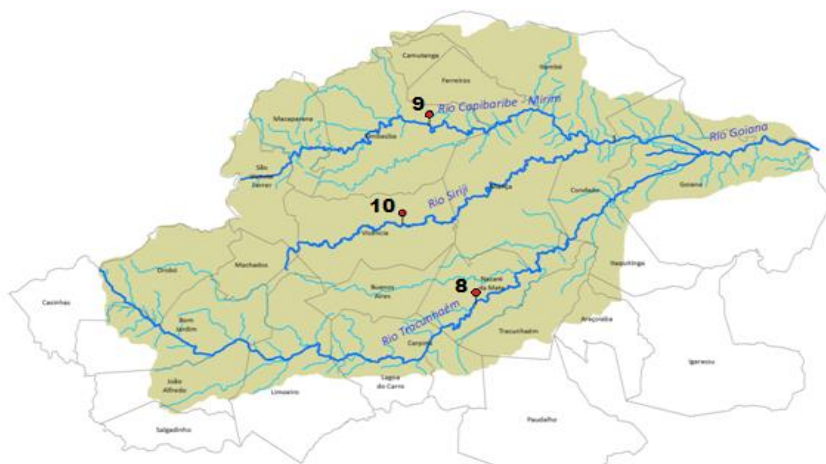 Camutanga
Ferreiros
Itambé
9
Rio Capibaribe - Mirim
Macaparana
Timbaúba
Rio Goiana
São
Vicente
Ferrer
Rio Siriji
Aliança
Condado
Goiana
10
Vicência
Machados
Orobó
Itaquitinga
8
Nazaré
da Mata
Buenos
Aires
Casinhas
Bom
Jardim
Rio Tracunhaém
Araçoiaba
Tracunhaém
Carpina
Igarassu
João
Alfredo
Limoeiro
Lagoa
do Carro
Paudalho
Salgadinho